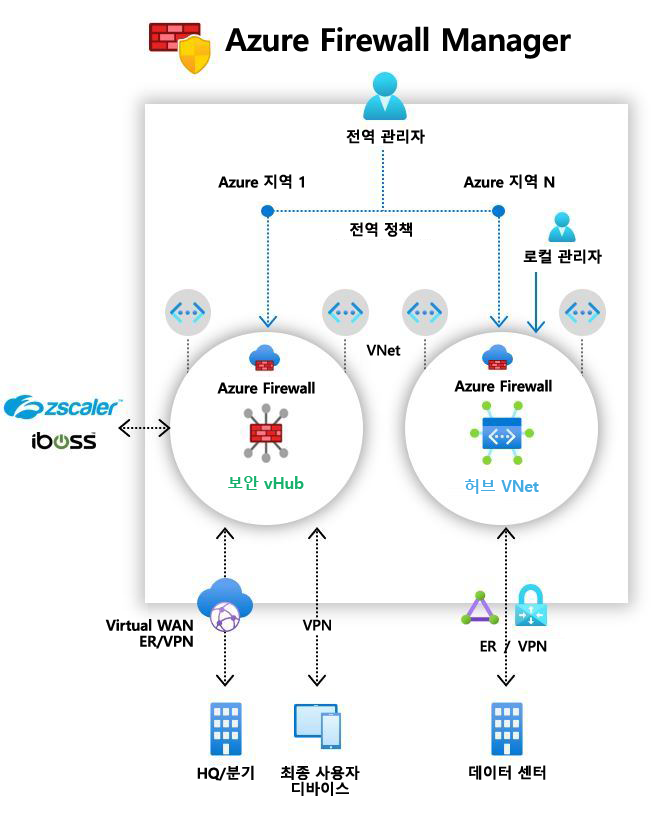 Azure Firewall Manager
전역 관리자
Azure 지역 1
Azure 지역 N
전역 정책
로컬 관리자
VNet
Azure Firewall
Azure Firewall
zscaler™
iboss™
보안 vHub
허브 VNet
Virtual WAN
ER/VPN
VPN
ER / VPN
HQ/분기
최종 사용자
디바이스
데이터 센터